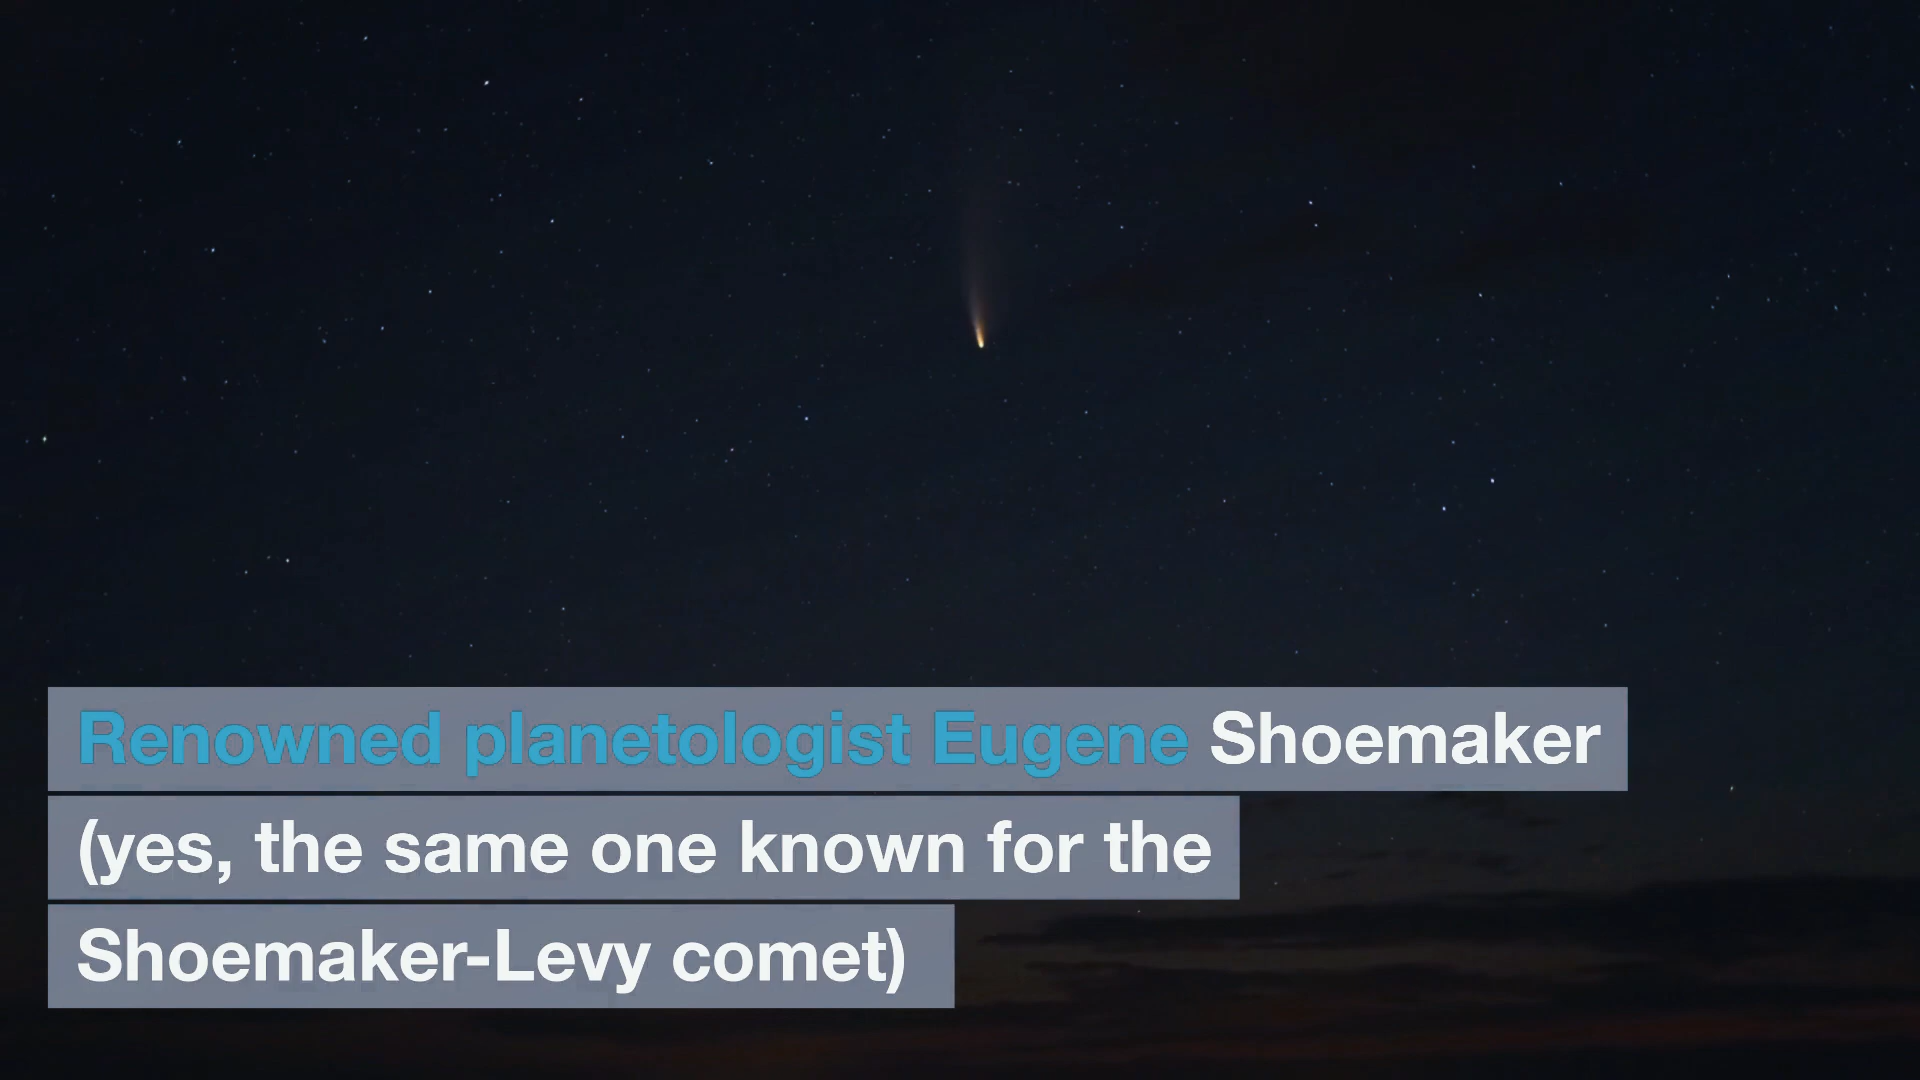 Renowned planetologist Eugene Shoemaker
(yes, the same one known for the
Shoemaker-Levy comet)